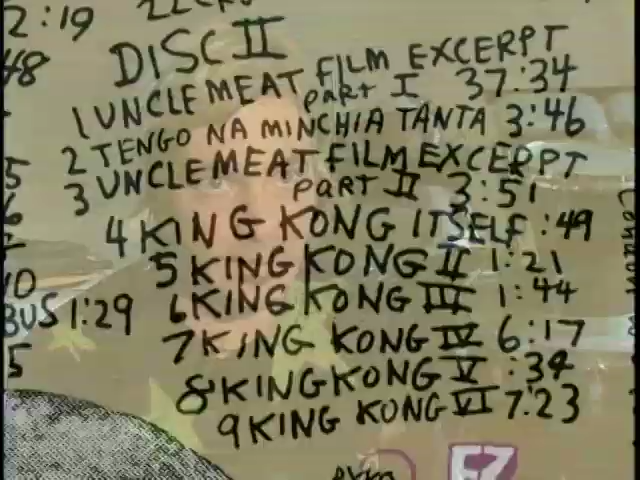 2:19
48
DISC II
1 UNCLE MEAT FILM EXCERPT
part I 37:34
2 TENGO NA MINCHIA TANTA 3:46
3 UNCLE MEAT FILM EXCERPT
PART II 3:51
4 KING KONG ITSELF :49
5 KING KONG II 1:21
6 KING KONG III 1:44
7 KING KONG IV 6:17
8 KING KONG V :34
9 KING KONG VI 7:23
5
10
BUS 1:29
5